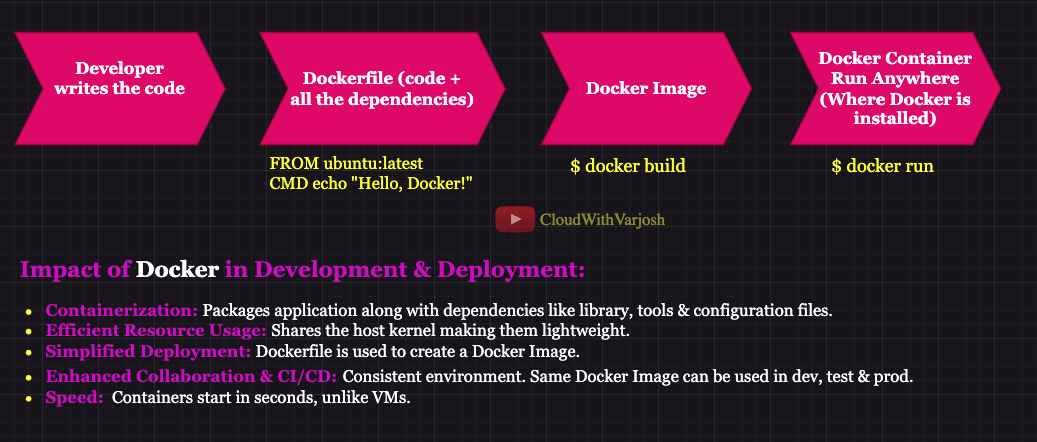 Developer
writes the code
Dockerfile (code +
all the dependencies)
Docker Image
Docker Container
Run Anywhere
(Where Docker is
installed)
FROM ubuntu:latest
CMD echo "Hello, Docker!"
$ docker build
$ docker run
CloudWithVarjosh
Impact of Docker in Development & Deployment:
• Containerization: Packages application along with dependencies like library, tools & configuration files.
• Efficient Resource Usage: Shares the host kernel making them lightweight.
• Simplified Deployment: Dockerfile is used to create a Docker Image.
• Enhanced Collaboration & CI/CD: Consistent environment. Same Docker Image can be used in dev, test & prod.
• Speed: Containers start in seconds, unlike VMs.